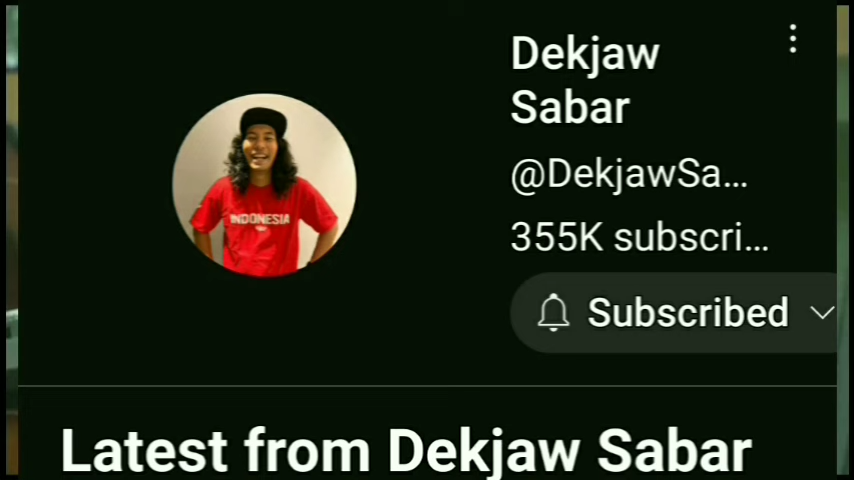 Dekjaw
Sabar
@DekjawSa...
355K subscri...
Subscribed
INDONESIA
Latest from Dekjaw Sabar